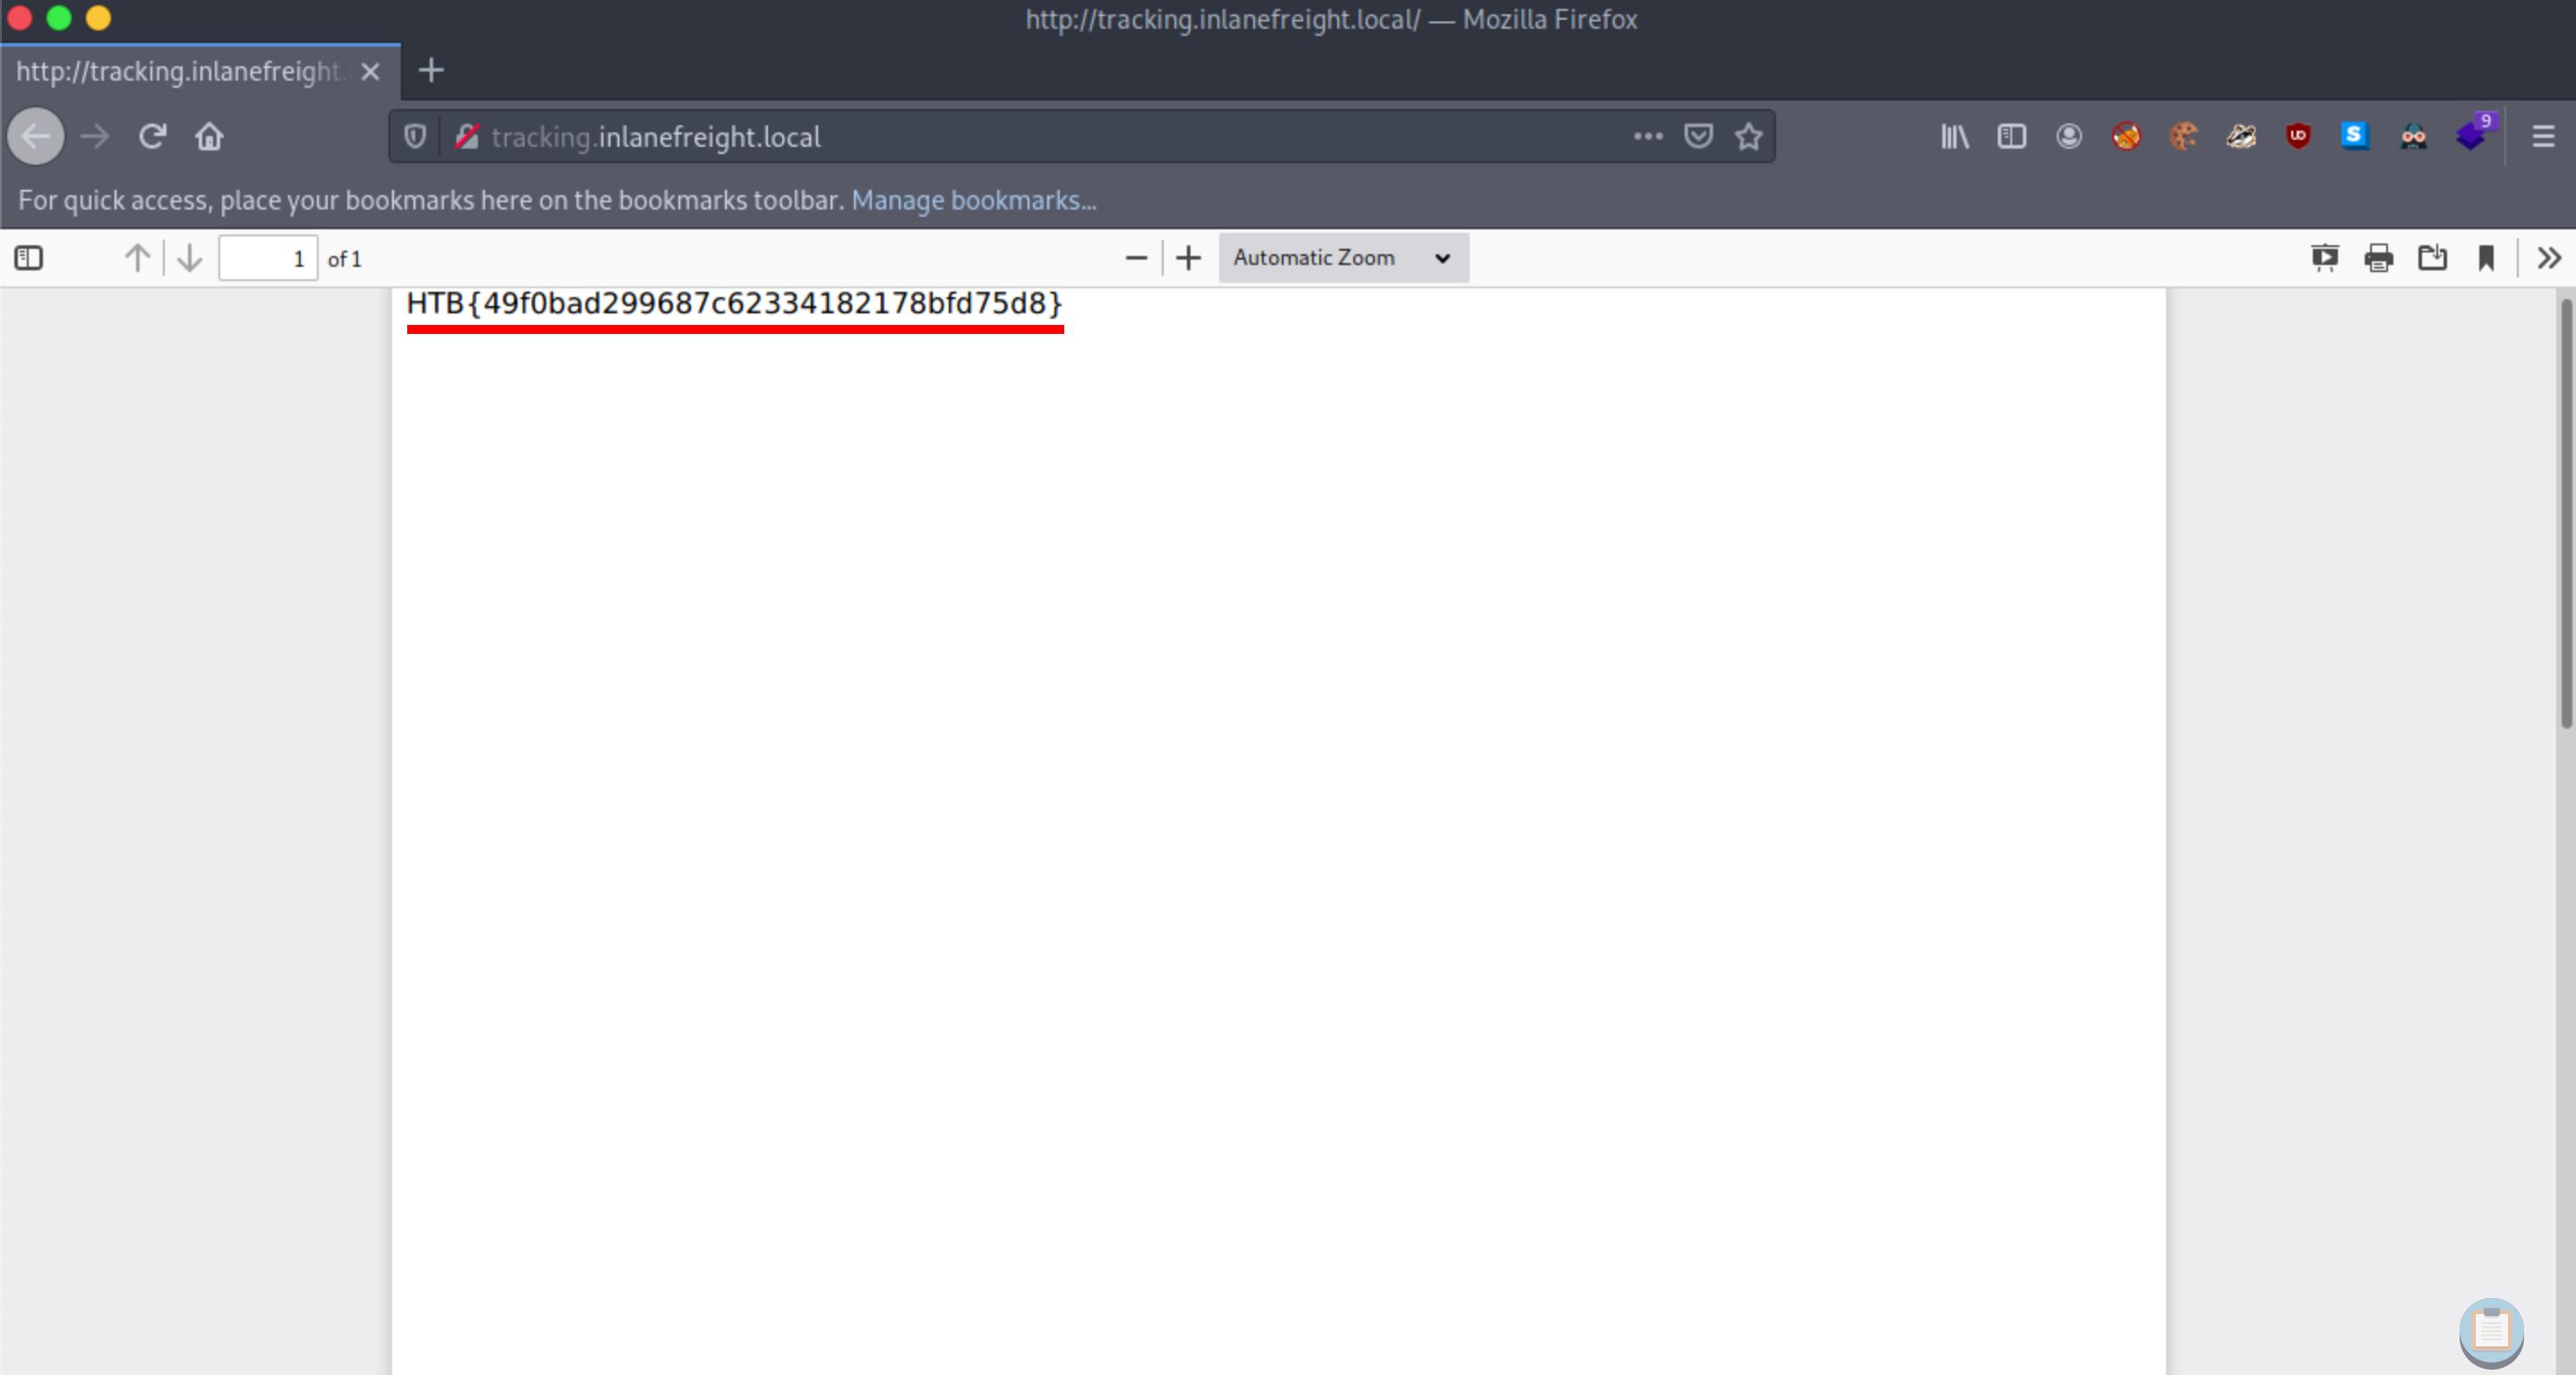 http://tracking.inlanefreight.local/ — Mozilla Firefox
http://tracking.inlanefreight.
tracking.inlanefreight.local
9
For quick access, place your bookmarks here on the bookmarks toolbar. Manage bookmarks...
1 of 1 Automatic Zoom
HTB{49f0bad299687c62334182178bfd75d8}